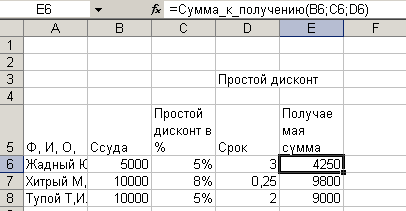 E6 fx =Сумма_к_получению(B6;C6;D6)
A B C D E F
1
2
3 Простой дисконт
4
5 Ф, И, О, Ссуда Простой дисконт в % Срок Получае мая сумма
6 Жадный Ю 5000 5% 3 4250
7 Хитрый М, 10000 8% 0,25 9800
8 Тупой Т,И. 10000 5% 2 9000